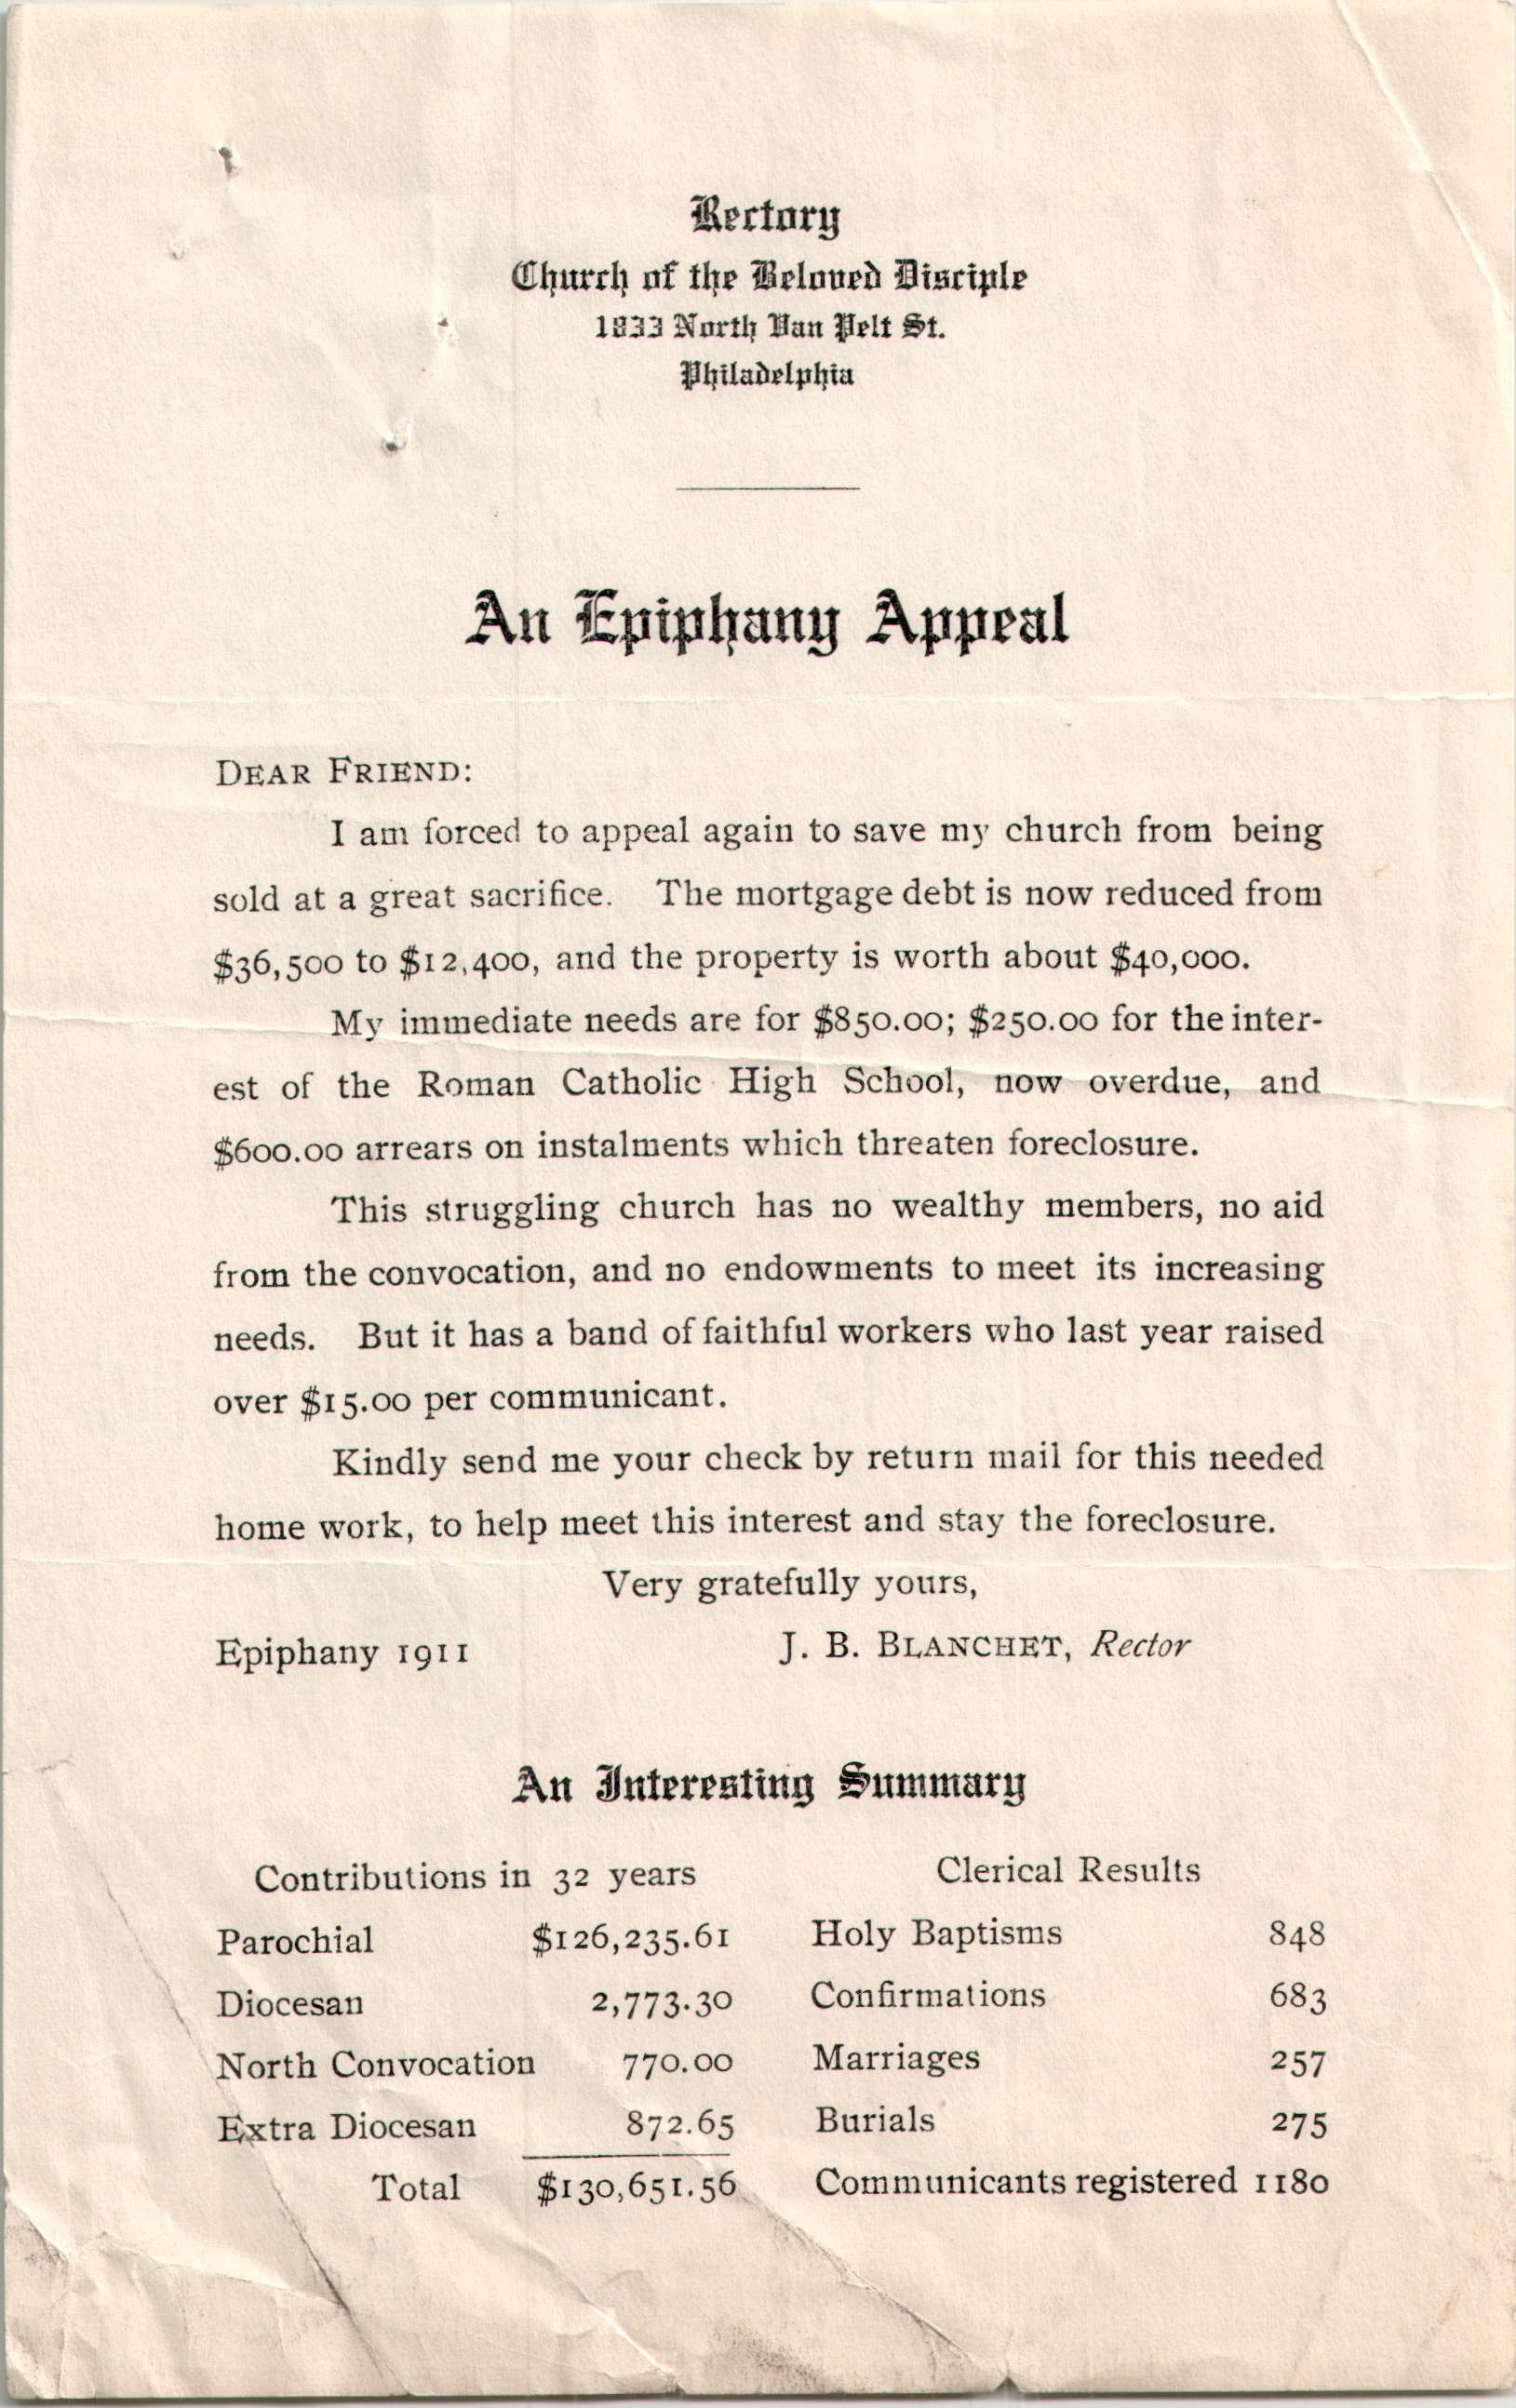 Rectory
Church of the Beloved Disciple
1833 North Van Pelt St.
Philadelphia
An Epiphany Appeal
DEAR FRIEND:
I am forced to appeal again to save my church from being
sold at a great sacrifice. The mortgage debt is now reduced from
$36,500 to $12,400, and the property is worth about $40,000.
My immediate needs are for $850.00; $250.00 for the inter-
est of the Roman Catholic High School, now overdue, and
$600.00 arrears on instalments which threaten foreclosure.
This struggling church has no wealthy members, no aid
from the convocation, and no endowments to meet its increasing
needs. But it has a band of faithful workers who last year raised
over $15.00 per communicant.
Kindly send me your check by return mail for this needed
home work, to help meet this interest and stay the foreclosure.
Very gratefully yours,
Epiphany 1911 J. B. BLANCHET, Rector
An Interesting Summary
Contributions in 32 years Clerical Results
Parochial $126,235.61 Holy Baptisms 848
Diocesan 2,773.30 Confirmations 683
North Convocation 770.00 Marriages 257
Extra Diocesan 872.65 Burials 275
Total $130,651.56 Communicants registered 1180